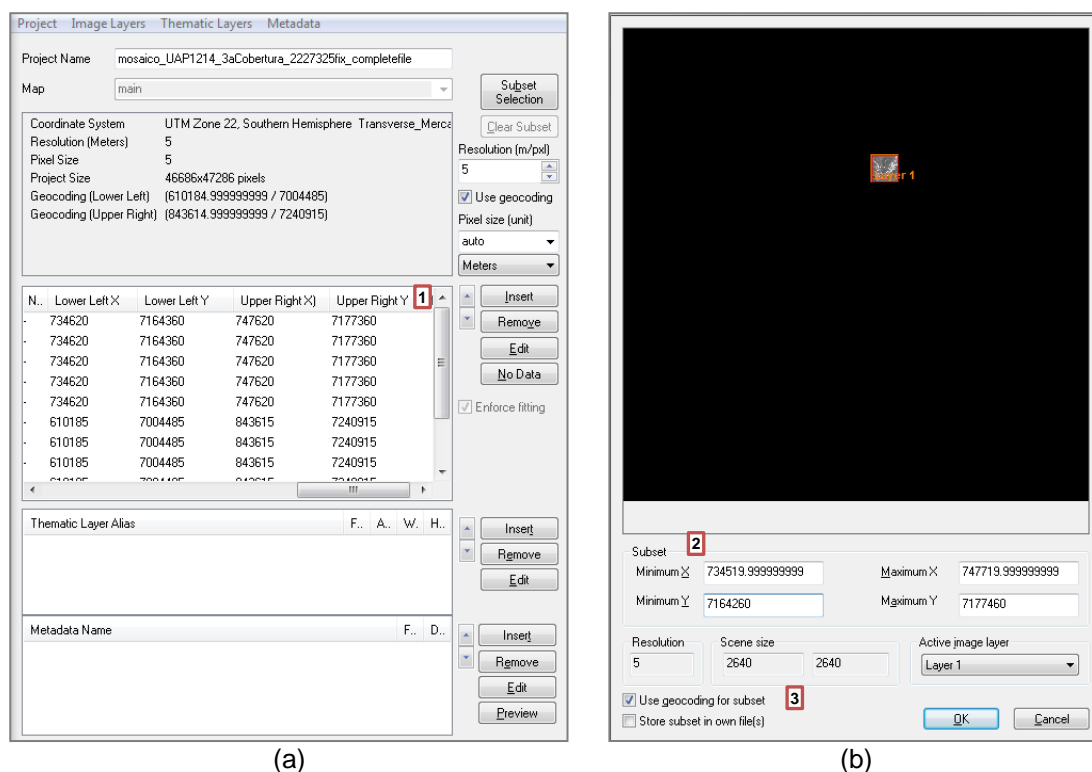 Project Image Layers Thematic Layers Metadata
Project Name mosaico_UAP1214_3aCobertura_2227325fix_completefile
Map main
Subset Selection
Clear Subset
Coordinate System UTM Zone 22, Southern Hemisphere Transverse_Merca
Resolution (Meters) 5
Pixel Size 5
Project Size 46686x47286 pixels
Geocoding (Lower Left) (610184.999999999 / 7004485)
Geocoding (Upper Right) (843614.999999999 / 7240915)
Resolution (m/pxl)
5
Use geocoding
Pixel size (unit)
auto
Meters
N.. Lower Left X Lower Left Y Upper Right X) Upper Right Y 1
734620 7164360 747620 7177360
734620 7164360 747620 7177360
734620 7164360 747620 7177360
734620 7164360 747620 7177360
734620 7164360 747620 7177360
610185 7004485 843615 7240915
610185 7004485 843615 7240915
610185 7004485 843615 7240915
Insert
Remove
Edit
No Data
Enforce fitting
Thematic Layer Alias F.. A.. W. H..
Insert
Remove
Edit
Metadata Name F.. D..
Insert
Remove
Edit
Preview
(a)
Layer 1
Subset 2
Minimum X 734519.999999999 Maximum X 747719.999999999
Minimum Y 7164260 Maximum Y 7177460
Resolution Scene size Active image layer
5 2640 2640 Layer 1
Use geocoding for subset 3
Store subset in own file(s)
OK Cancel
(b)